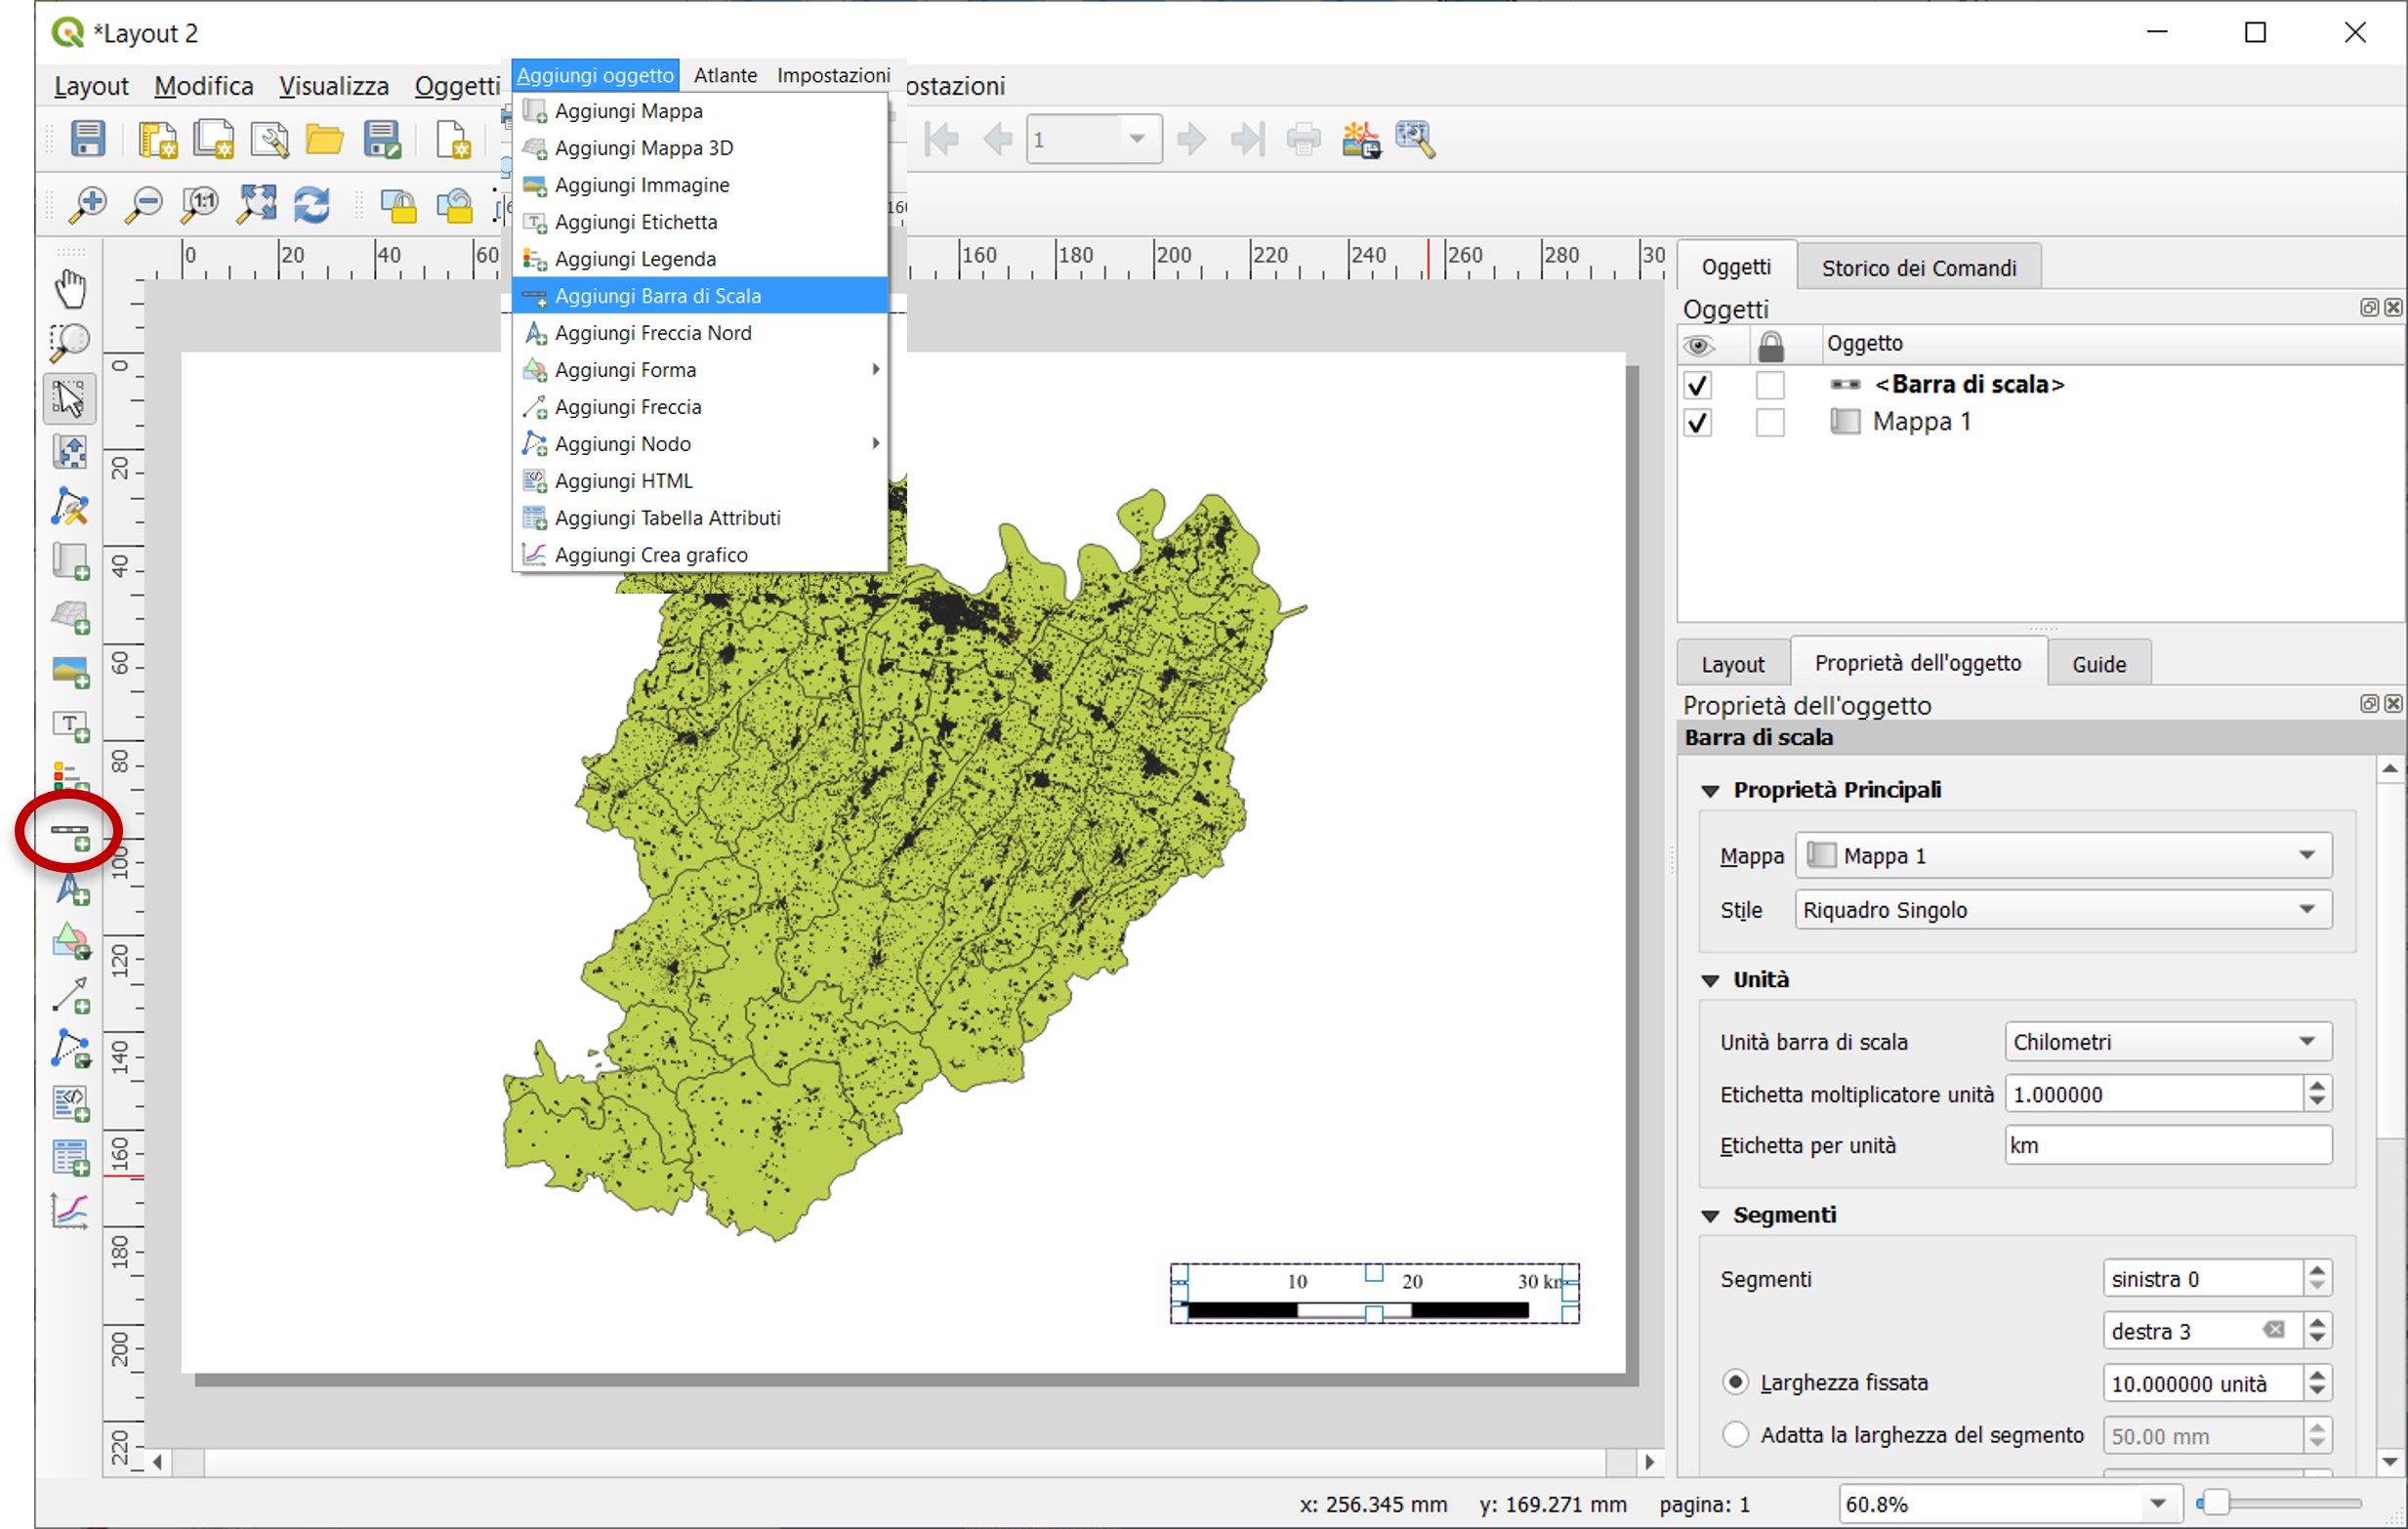 *Layout 2
Layout Modifica Visualizza Oggetti ostazioni
Aggiungi oggetto Atlante Impostazioni
Aggiungi Mappa
Aggiungi Mappa 3D
Aggiungi Immagine
Aggiungi Etichetta
Aggiungi Legenda
Aggiungi Barra di Scala
Aggiungi Freccia Nord
Aggiungi Forma
Aggiungi Freccia
Aggiungi Nodo
Aggiungi HTML
Aggiungi Tabella Attributi
Aggiungi Crea grafico
1
1:1
0 20 40 60 160 180 200 220 240 260 280 30
0
20
40
60
80
100
120
140
160
180
200
220
10 20 30 km
Oggetti Storico dei Comandi
Oggetti
Oggetto
<Barra di scala>
Mappa 1
Layout Proprietà dell'oggetto Guide
Proprietà dell'oggetto
Barra di scala
Proprietà Principali
Mappa Mappa 1
Stile Riquadro Singolo
Unità
Unità barra di scala Chilometri
Etichetta moltiplicatore unità 1.000000
Etichetta per unità km
Segmenti
Segmenti sinistra 0
destra 3
Larghezza fissata 10.000000 unità
Adatta la larghezza del segmento 50.00 mm
x: 256.345 mm y: 169.271 mm pagina: 1 60.8%